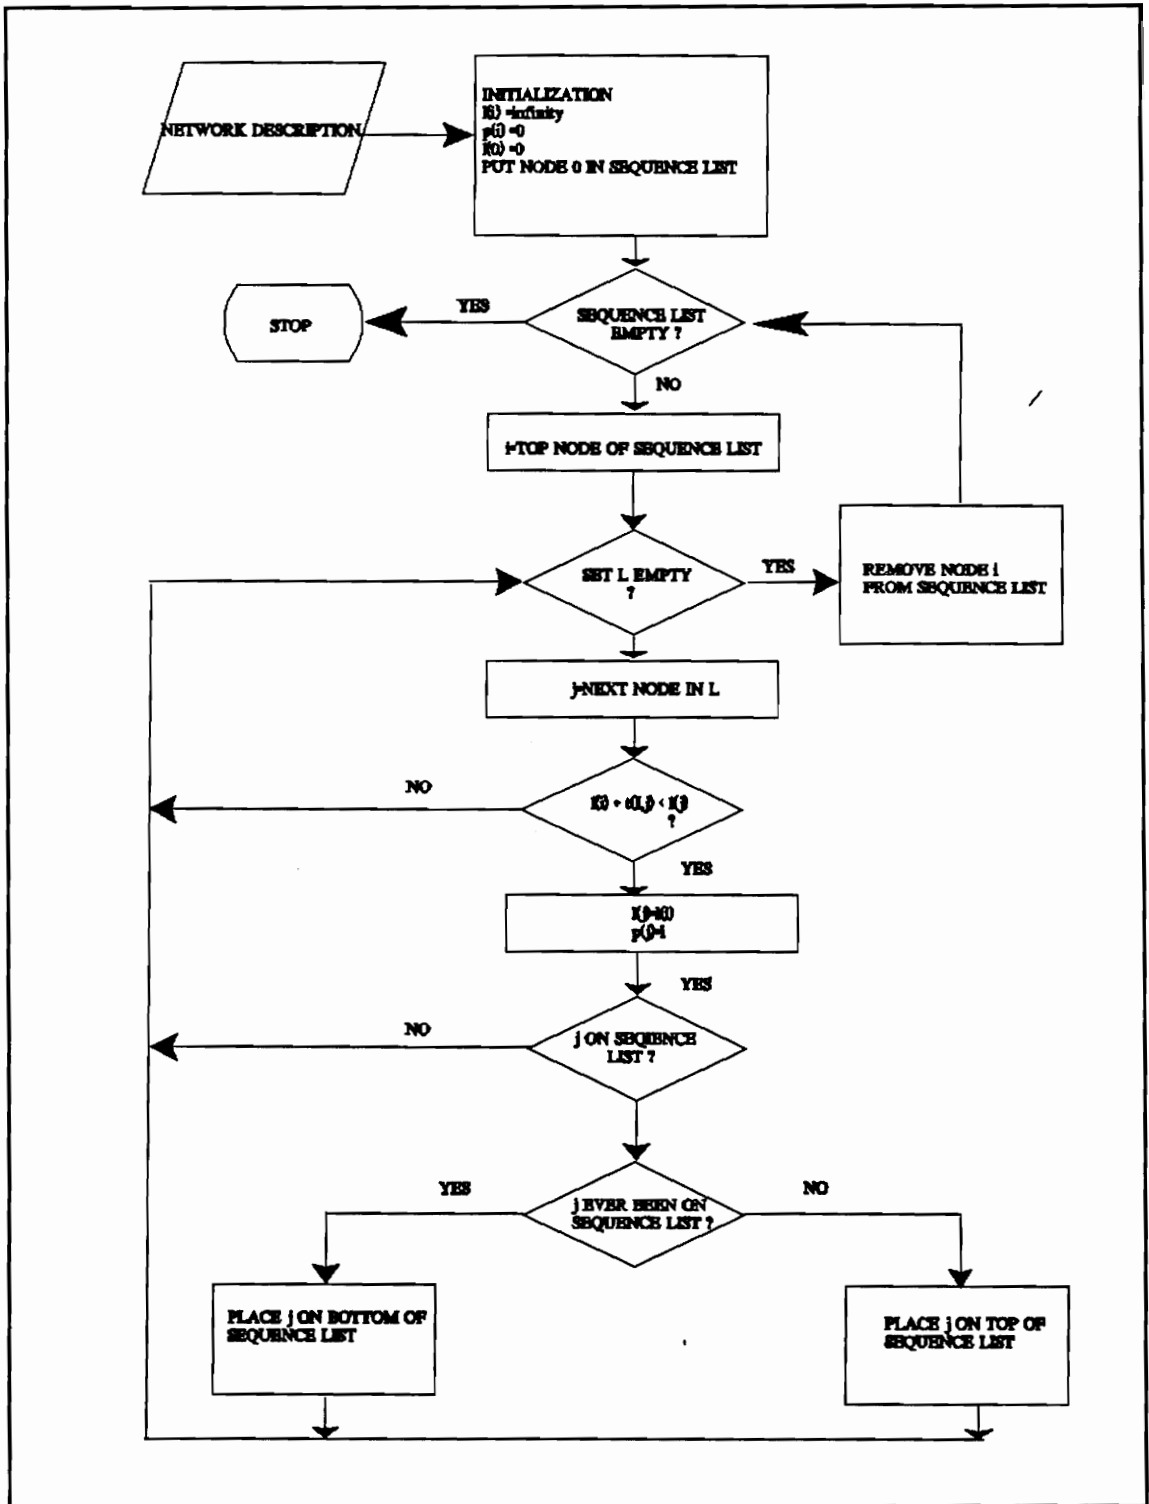 NETWORK DESCRIPTION
INITIALIZATION
l(i) =infinity
p(i) =0
l(0) =0
PUT NODE 0 IN SEQUENCE LIST
YES
STOP
SEQUENCE LIST
EMPTY ?
NO
i=TOP NODE OF SEQUENCE LIST
SET L EMPTY
?
YES
REMOVE NODE i
FROM SEQUENCE LIST
j=NEXT NODE IN L
NO
l(i) + t(i,j) < l(j)
?
YES
p(j)=i
YES
NO
j ON SEQIENCE
LIST ?
YES
j EVER BEEN ON
SEQUENCE LIST ?
NO
PLACE j ON BOTTOM OF
SEQUENCE LIST
PLACE j ON TOP OF
SEQUENCE LIST